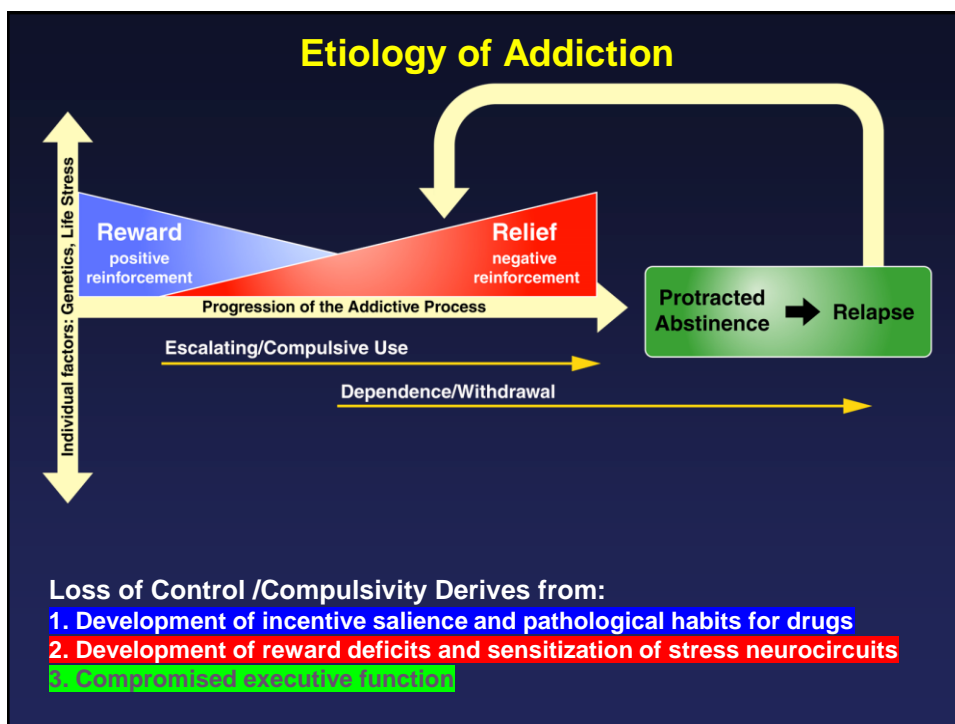 Etiology of Addiction
Individual factors: Genetics, Life Stress
Reward
positive
reinforcement
Relief
negative
reinforcement
Progression of the Addictive Process
Protracted
Abstinence
Relapse
Escalating/Compulsive Use
Dependence/Withdrawal
Loss of Control /Compulsivity Derives from:
1. Development of incentive salience and pathological habits for drugs
2. Development of reward deficits and sensitization of stress neurocircuits
3. Compromised executive function